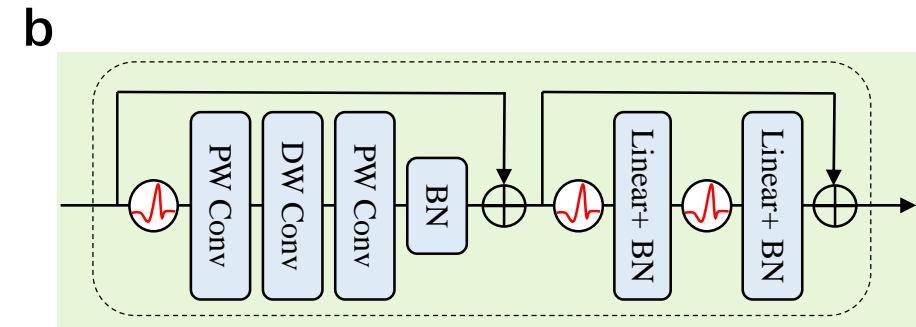 b
PW Conv
DW Conv
PW Conv
BN
Linear+ BN
Linear+ BN